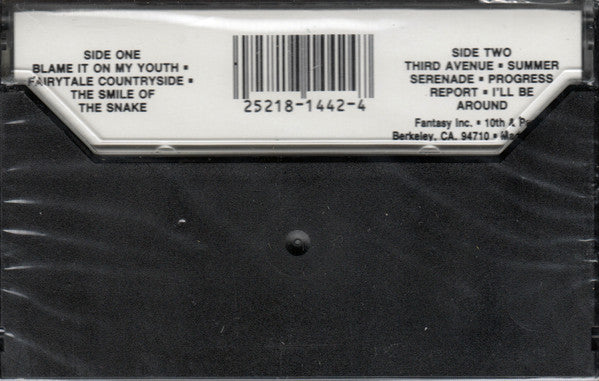 SIDE ONE
BLAME IT ON MY YOUTH ▪
FAIRYTALE COUNTRYSIDE ▪
THE SMILE OF
THE SNAKE
25218-1442-4
SIDE TWO
THIRD AVENUE ▪ SUMMER
SERENADE ▪ PROGRESS
REPORT ▪ I'LL BE
AROUND
Fantasy Inc. ▪ 10th &
Berkeley, CA. 94710 ▪